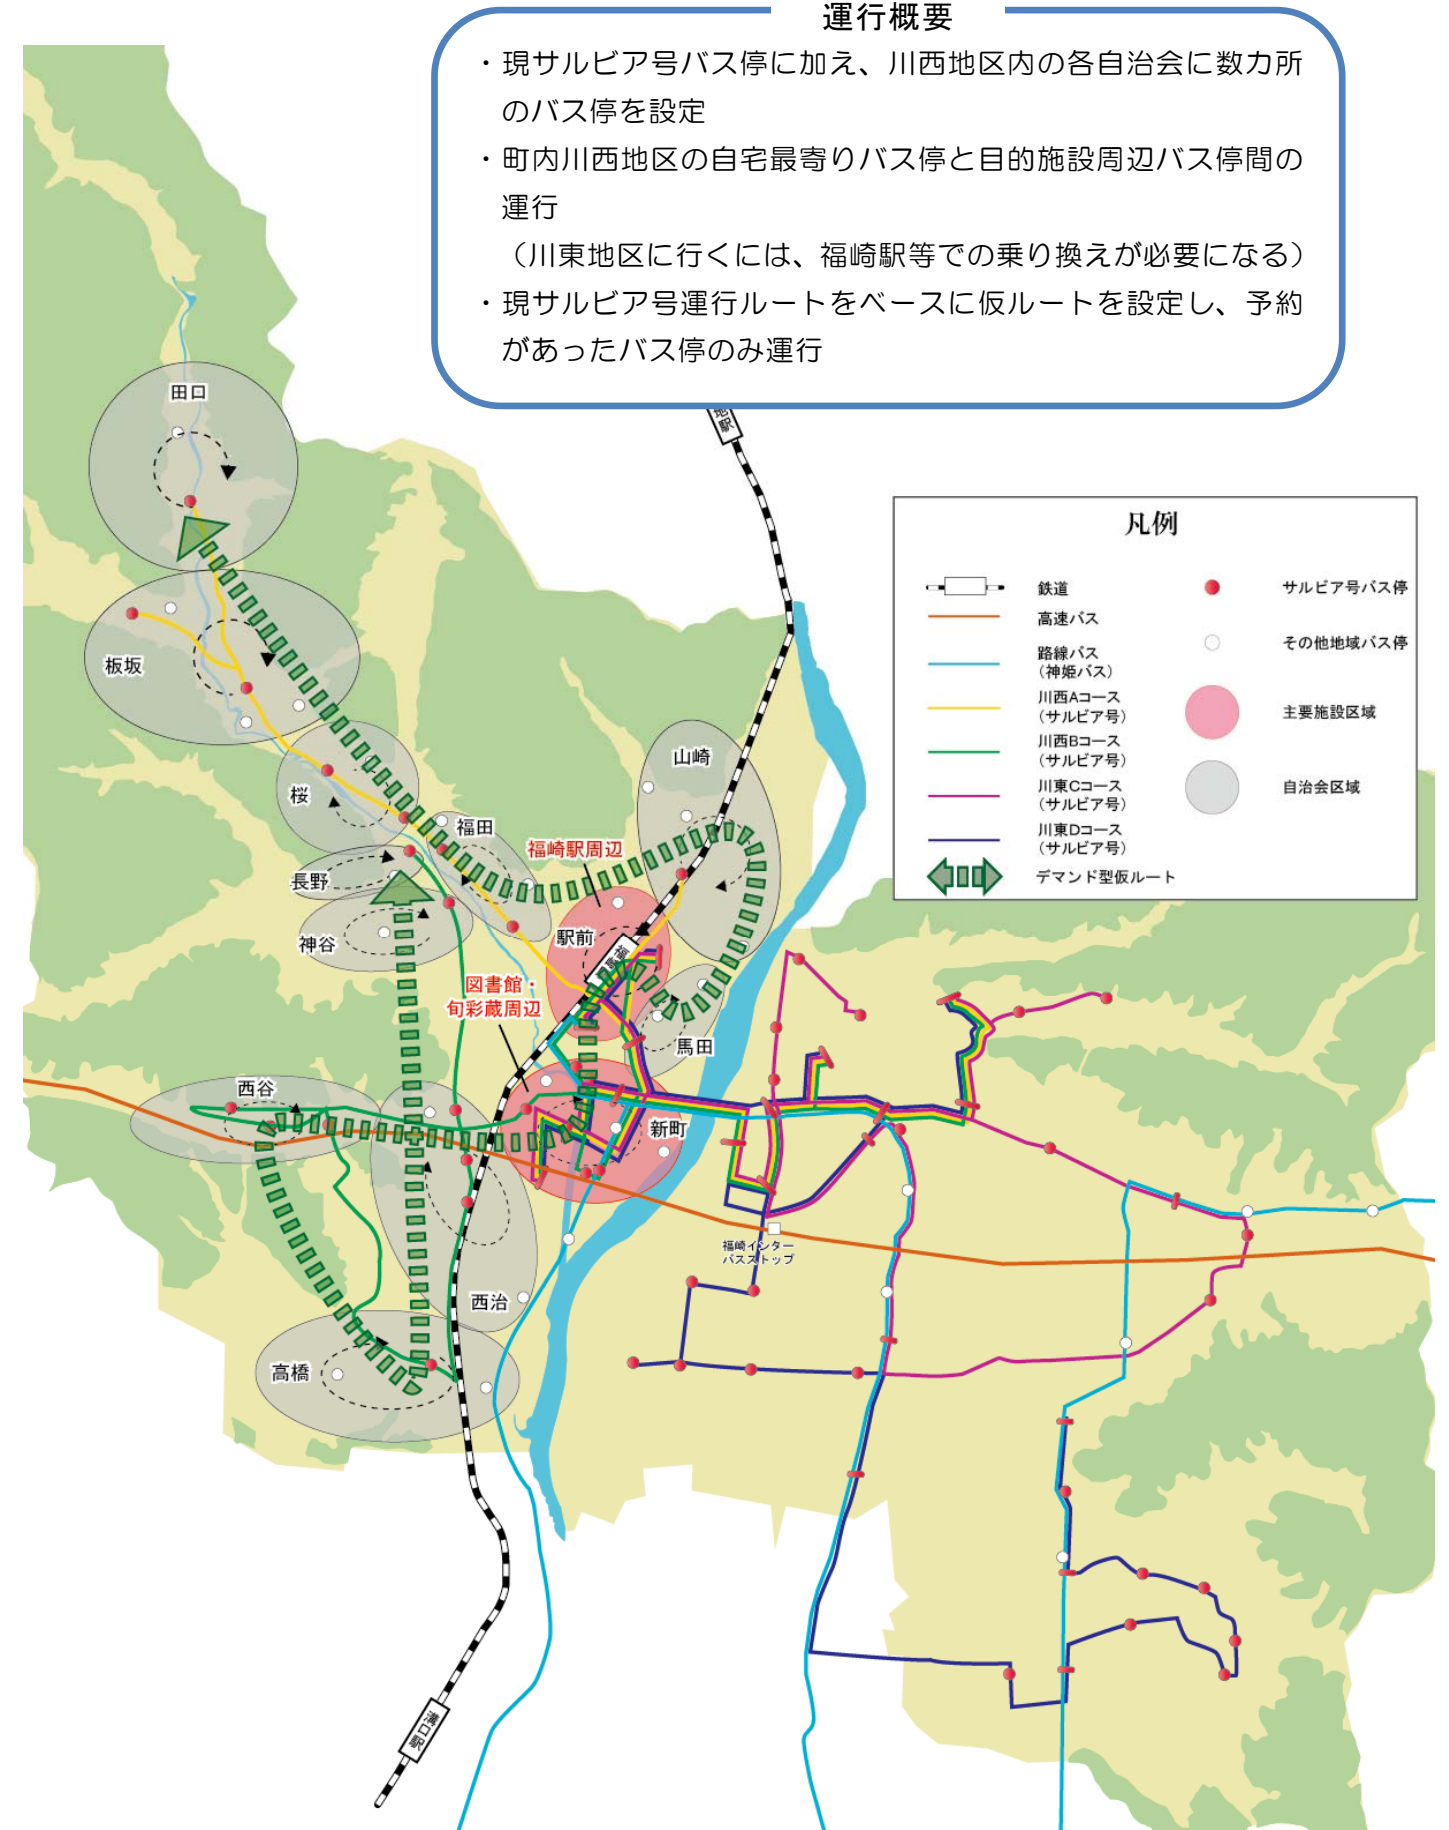 運行概要
・現サルビア号バス停に加え、川西地区内の各自治会に数カ所
のバス停を設定
・町内川西地区の自宅最寄りバス停と目的施設周辺バス停間の
運行
（川東地区に行くには、福崎駅等での乗り換えが必要になる）
・現サルビア号運行ルートをベースに仮ルートを設定し、予約
があったバス停のみ運行
凡例
鉄道
高速バス
路線バス
（神姫バス）
川西Aコース
（サルビア号）
川西Bコース
（サルビア号）
川東Cコース
（サルビア号）
川東Dコース
（サルビア号）
デマンド型仮ルート
サルビア号バス停
その他地域バス停
主要施設区域
自治会区域
田口
板坂
桜
山崎
福田
福崎駅周辺
長野
神谷
駅前
図書館・
旬彩蔵周辺
馬田
西谷
新町
福崎インター
バスストップ
西治
高橋
溝口駅